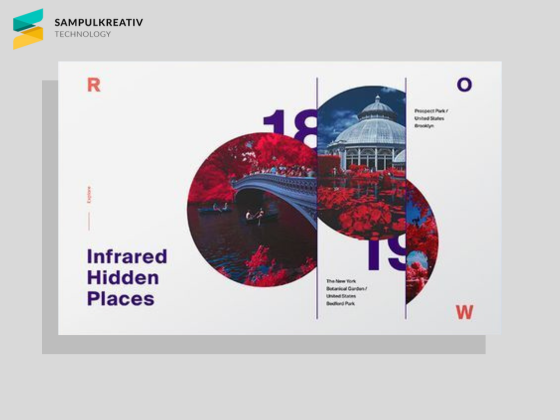 SAMPULKREATIV
TECHNOLOGY
R
O
18
Prospect Park /
United States
Brooklyn
Explore
Infrared
Hidden
Places
19
The New York
Botanical Garden /
United States
Bedford Park
W